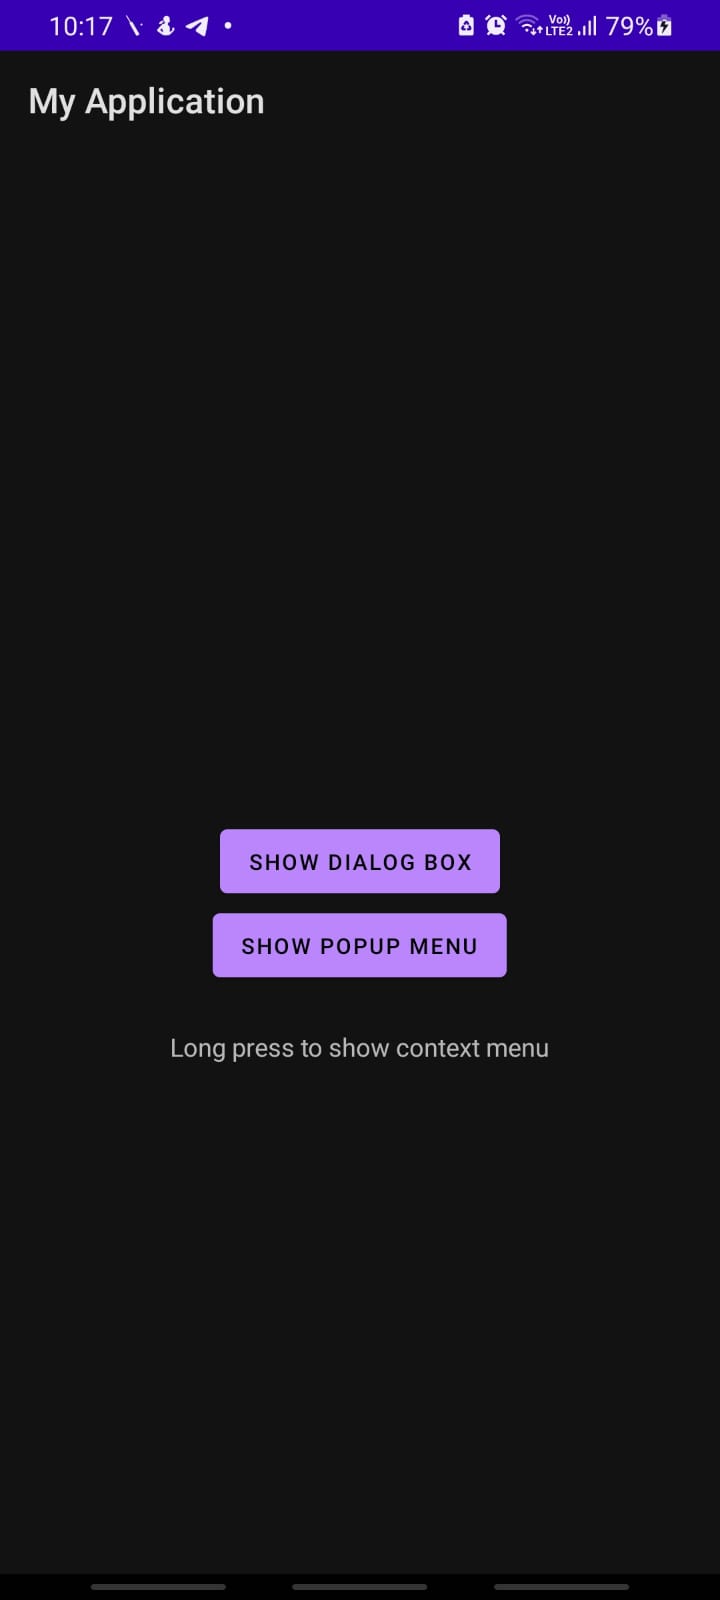 10:17 Vo)) LTE2 79%
My Application
SHOW DIALOG BOX
SHOW POPUP MENU
Long press to show context menu